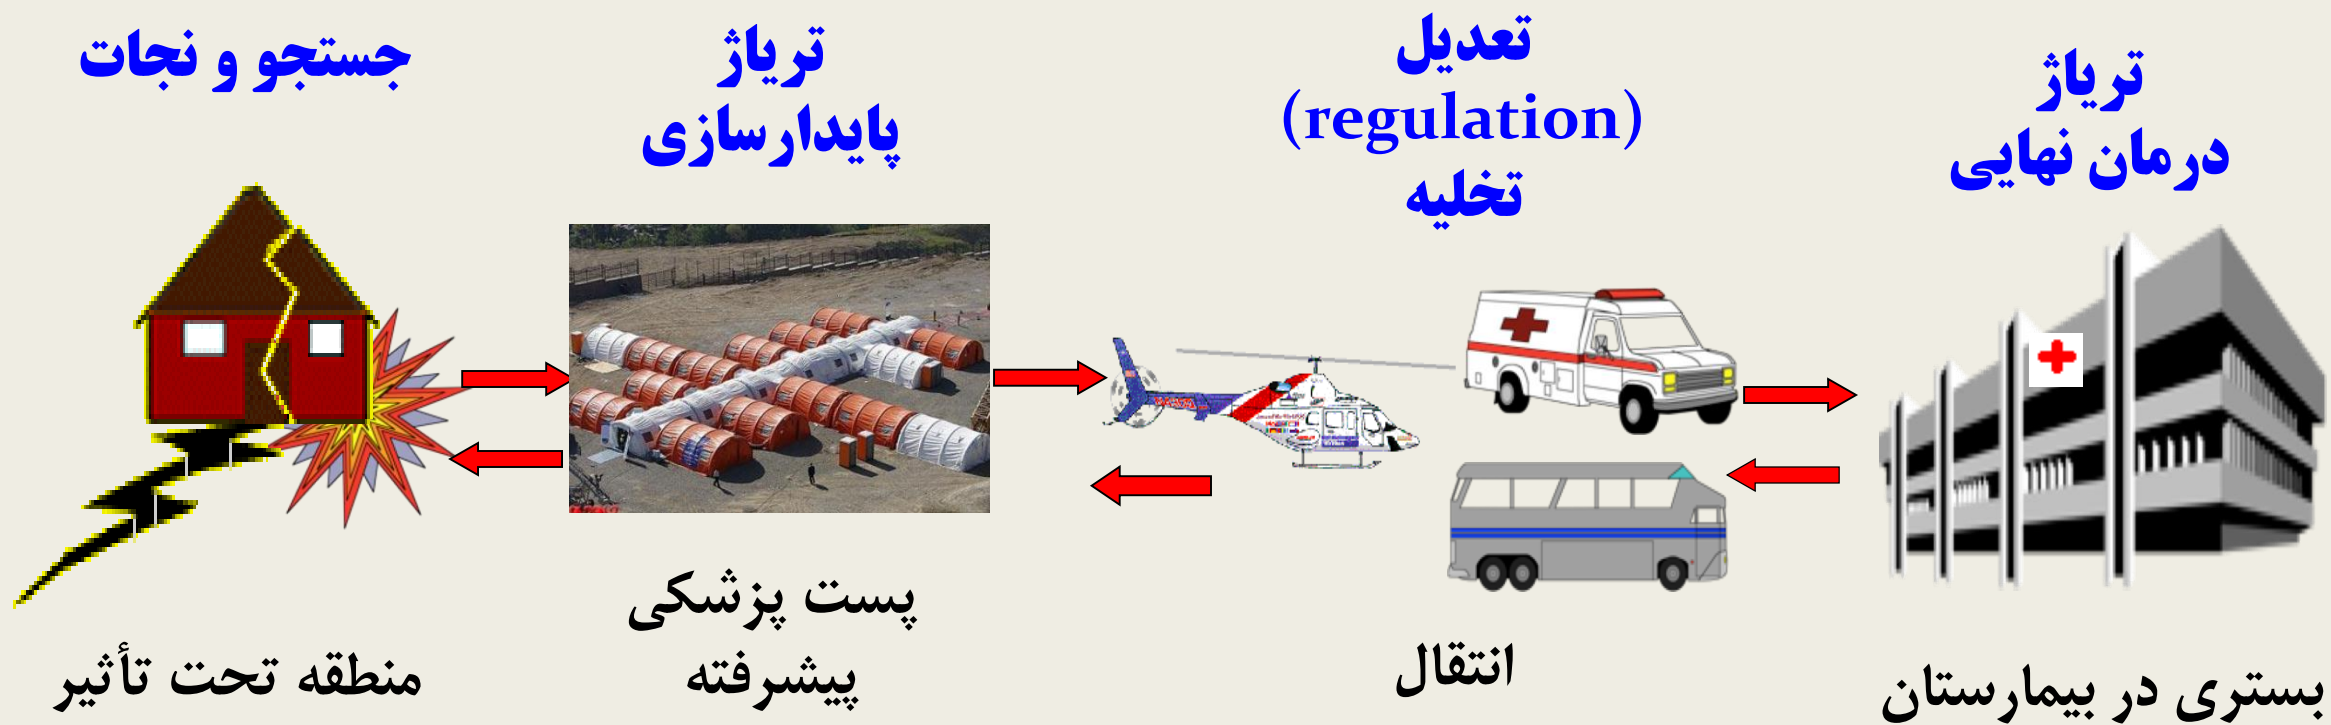 جستجو و نجات
تریاژ
پایدارسازی
تعدیل
(regulation)
تخلیه
تریاژ
درمان نهایی
منطقه تحت تأثیر
پست پزشکی
پیشرفته
انتقال
بستری در بیمارستان